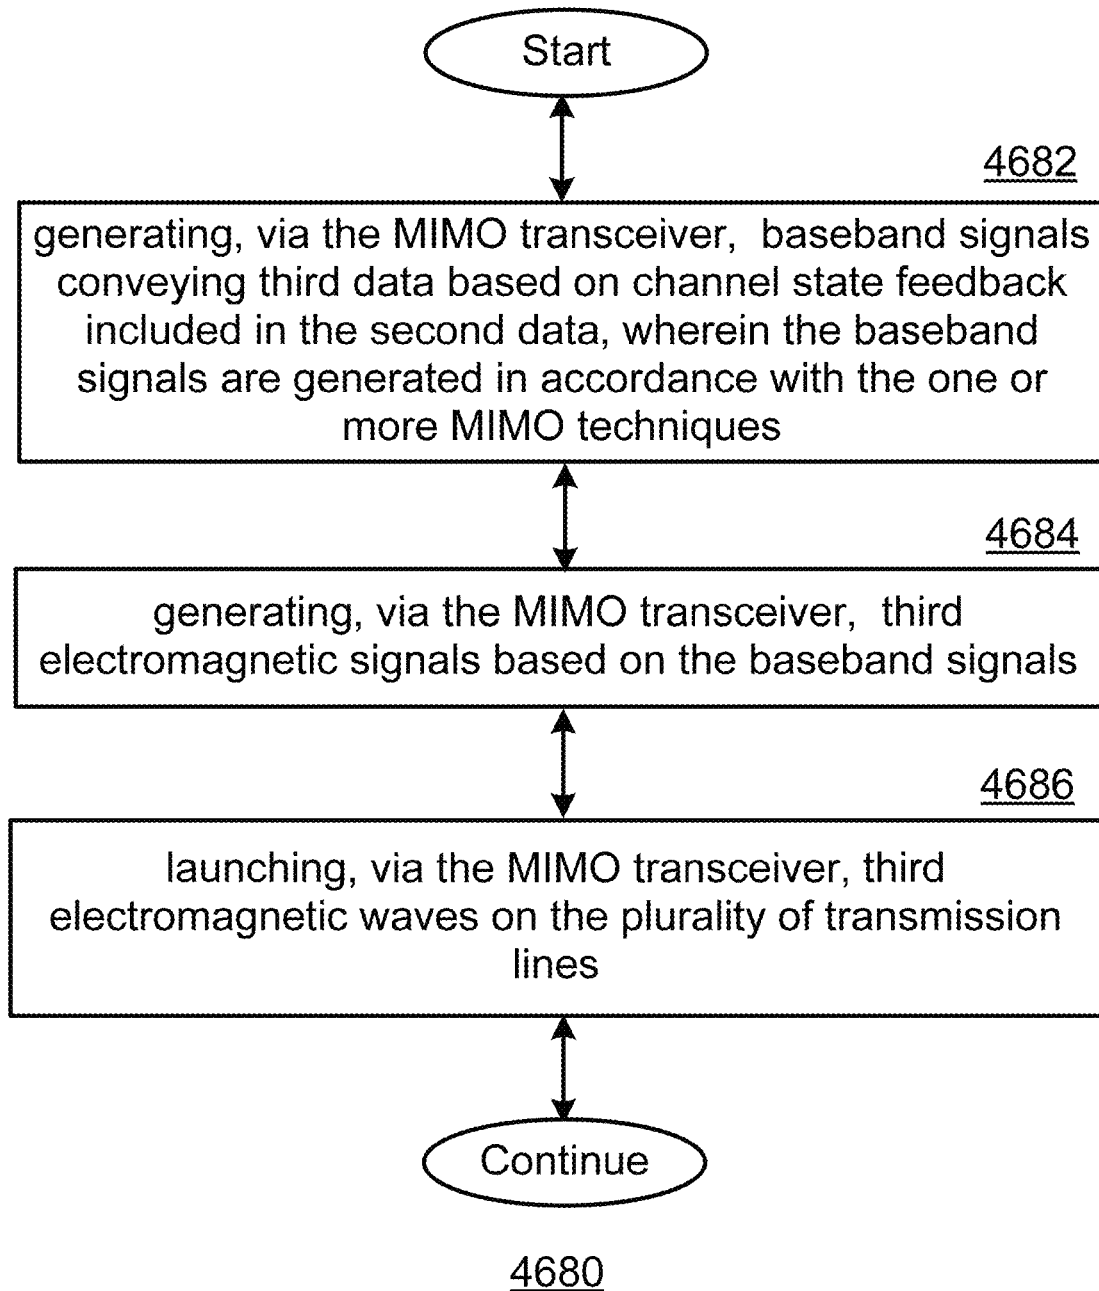 Start
4682
generating, via the MIMO transceiver,  baseband signals
conveying third data based on channel state feedback
included in the second data, wherein the baseband
signals are generated in accordance with the one or
more MIMO techniques
4684
generating, via the MIMO transceiver,  third
electromagnetic signals based on the baseband signals
4686
launching, via the MIMO transceiver, third
electromagnetic waves on the plurality of transmission
lines
Continue
4680